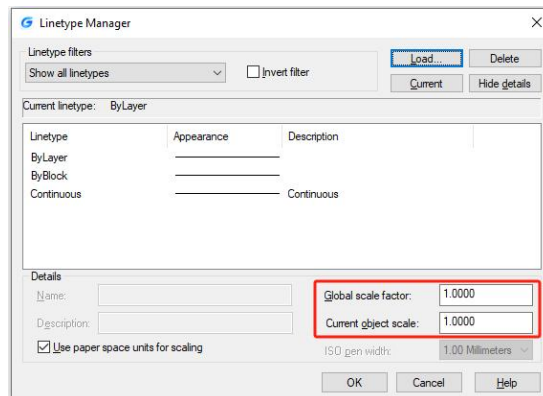 Linetype Manager
Linetype filters
Show all linetypes
Invert filter
Load...
Delete
Current
Hide details
Current linetype: ByLayer
Linetype Appearance Description
ByLayer
ByBlock
Continuous Continuous
Details
Name:
Description:
Use paper space units for scaling
Global scale factor: 1.0000
Current object scale: 1.0000
ISO pen width: 1.00 Millimeters
OK Cancel Help